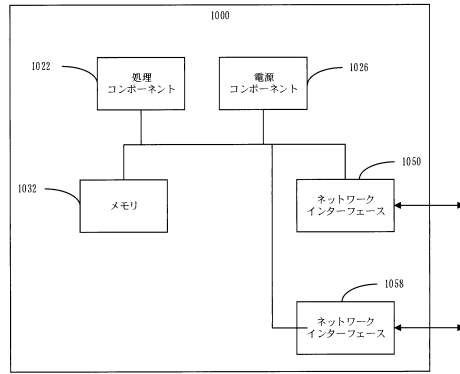 1000
1022
処理
コンポーネント
電源
コンポーネント
1026
1032
メモリ
1050
ネットワーク
インターフェース
1058
ネットワーク
インターフェース